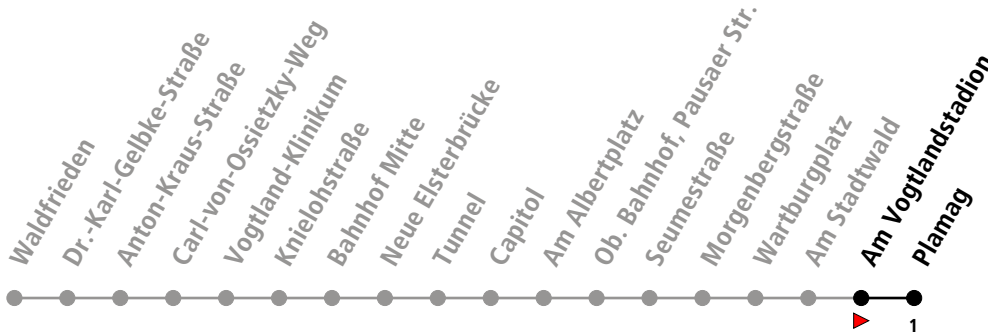 Waldfrieden
Dr.-Karl-Gelbke-Straße
Anton-Kraus-Straße
Carl-von-Ossietzky-Weg
Vogtland-Klinikum
Knielohstraße
Bahnhof Mitte
Neue Elsterbrücke
Tunnel
Capitol
Am Albertplatz
Ob. Bahnhof, Pausaer Str.
Seumestraße
Morgenbergstraße
Wartburgplatz
Am Stadtwald
Am Vogtlandstadion
Plamag
1